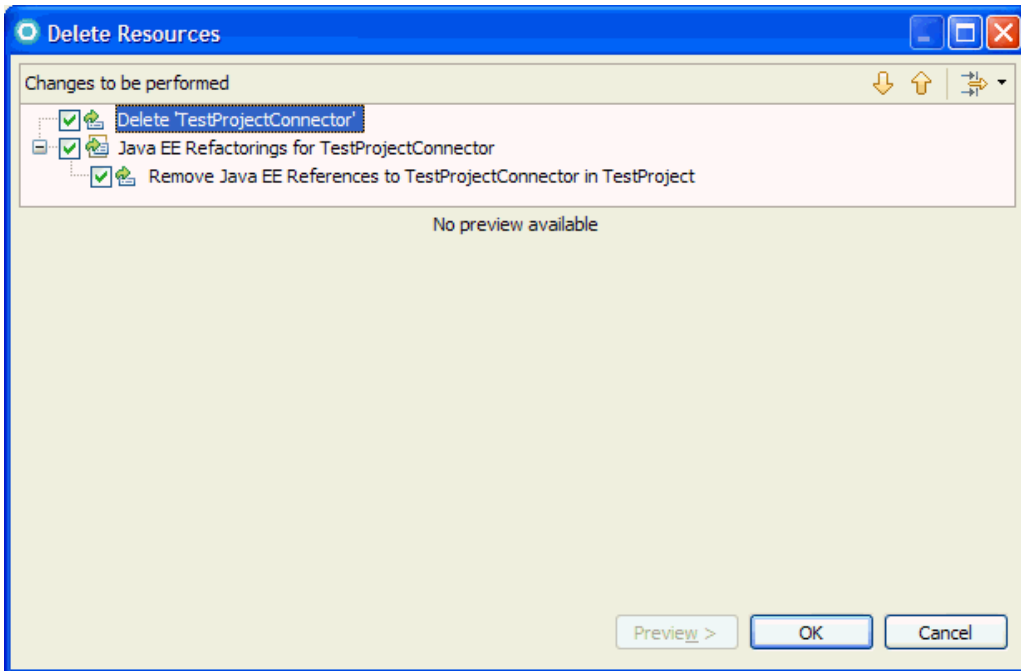 Delete Resources
Changes to be performed
Delete 'TestProjectConnector'
Java EE Refactorings for TestProjectConnector
Remove Java EE References to TestProjectConnector in TestProject
No preview available
Preview >
OK
Cancel